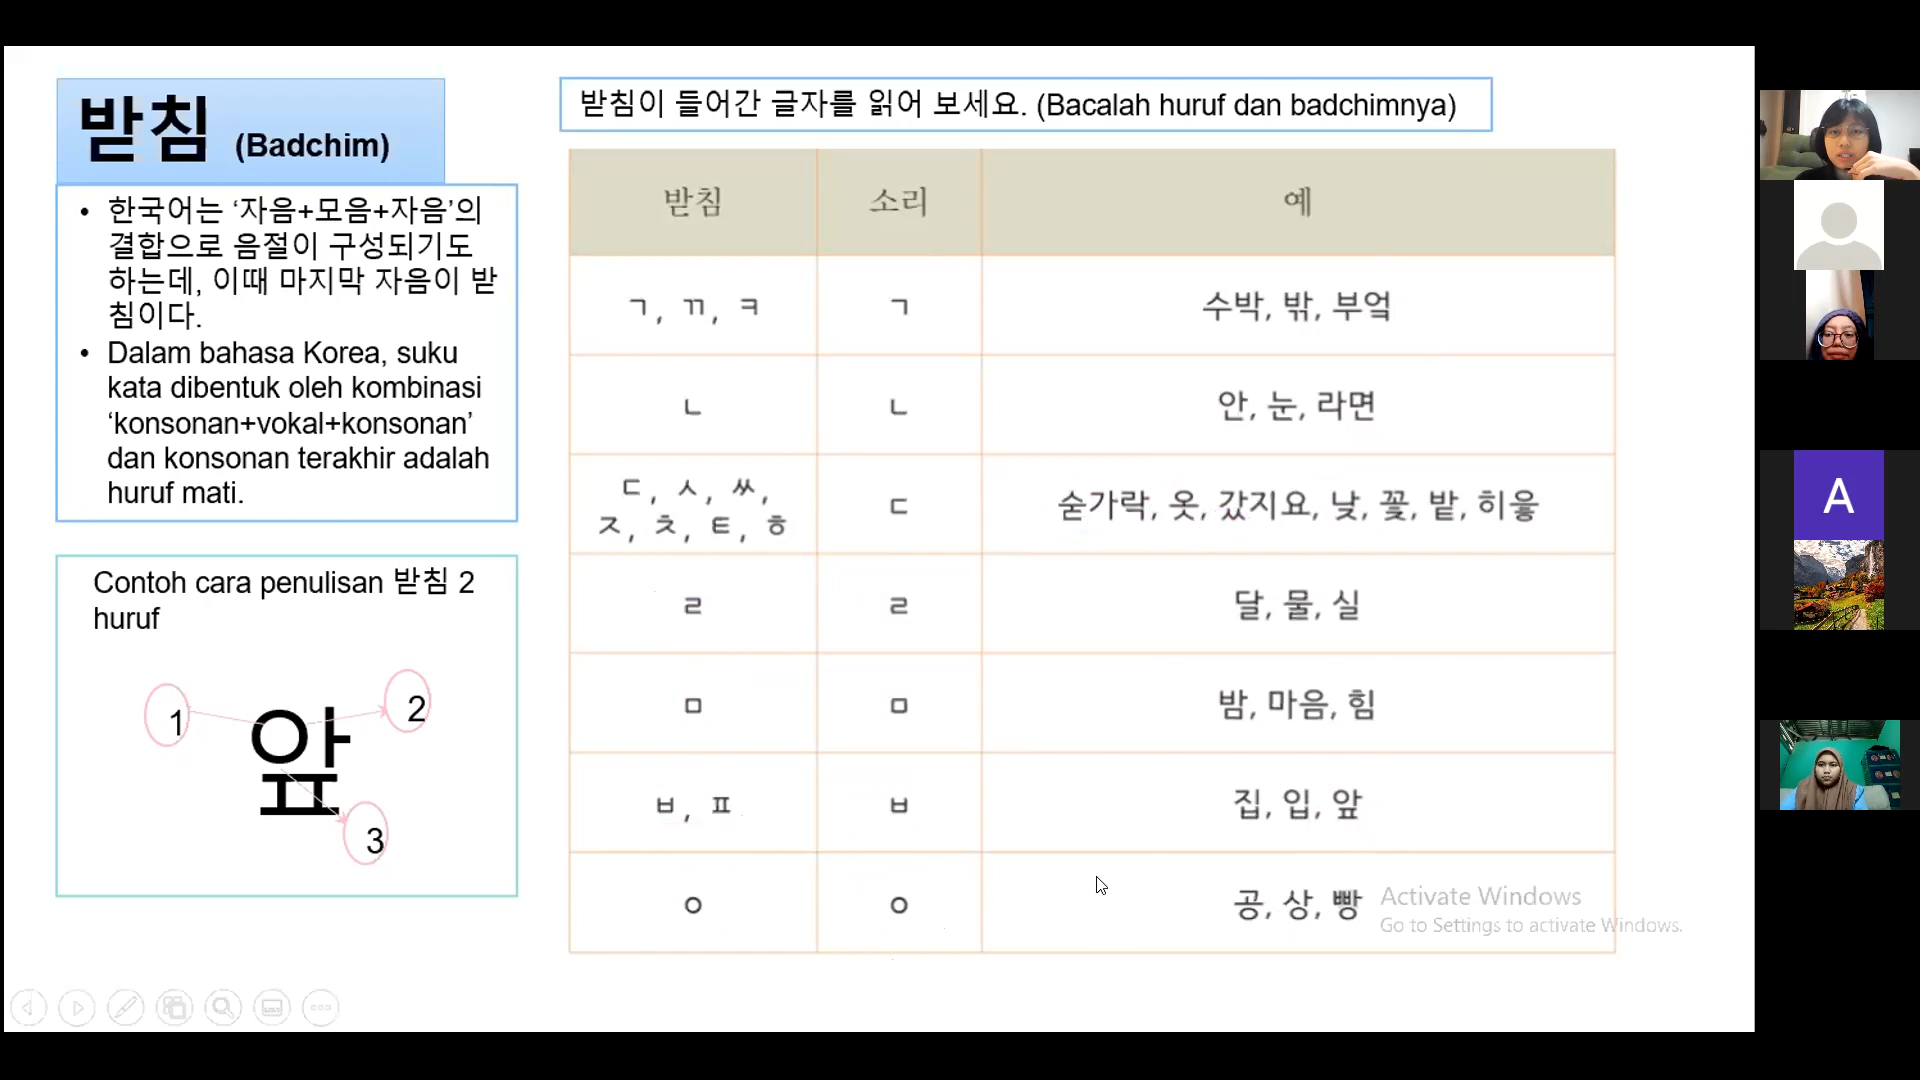 받침 (Badchim)
• 한국어는 ‘자음+모음+자음’의
결합으로 음절이 구성되기도
하는데, 이때 마지막 자음이 받
침이다.
• Dalam bahasa Korea, suku
kata dibentuk oleh kombinasi
‘konsonan+vokal+konsonan’
dan konsonan terakhir adalah
huruf mati.
Contoh cara penulisan 받침 2
huruf
1
2
앞
3
받침이 들어간 글자를 읽어 보세요. (Bacalah huruf dan badchimnya)
받침 소리 예
ㄱ, ㄲ, ㅋ ㄱ 수박, 밖, 부엌
ㄴ ㄴ 안, 눈, 라면
ㄷ, ㅅ, ㅆ,
ㅈ, ㅊ, ㅌ, ㅎ ㄷ 숟가락, 옷, 갔지요, 낮, 꽃, 밭, 히읗
ㄹ ㄹ 달, 물, 실
ㅁ ㅁ 밤, 마음, 힘
ㅂ, ㅍ ㅂ 집, 입, 앞
ㅇ ㅇ 공, 상, 빵
Activate Windows
Go to Settings to activate Windows.
A